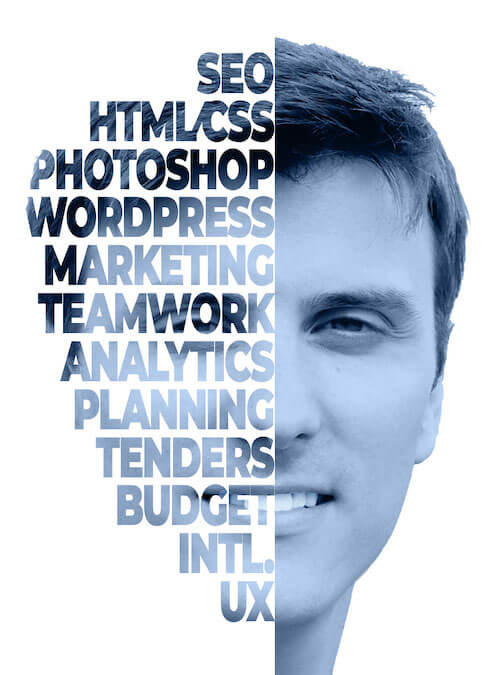 SEO
HTML/CSS
PHOTOSHOP
WORDPRESS
MARKETING
TEAMWORK
ANALYTICS
PLANNING
TENDERS
BUDGET
INTL.
UX